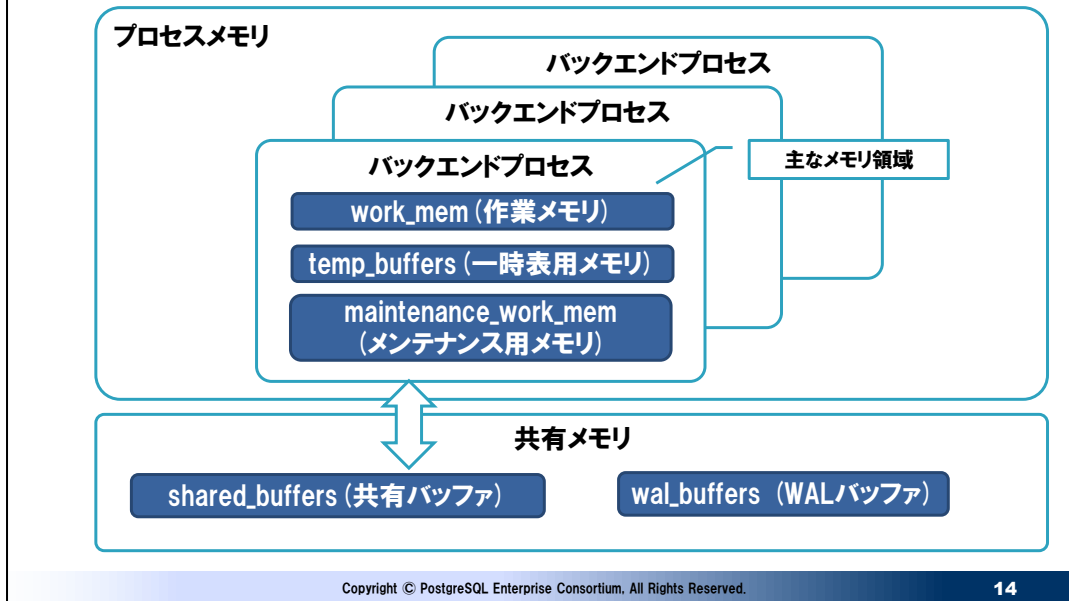 プロセスメモリ
バックエンドプロセス
バックエンドプロセス
バックエンドプロセス
主なメモリ領域
work_mem（作業メモリ）
temp_buffers（一時表用メモリ）
maintenance_work_mem
（メンテナンス用メモリ）
共有メモリ
shared_buffers（共有バッファ）
wal_buffers （WALバッファ）
Copyright © PostgreSQL Enterprise Consortium, All Rights Reserved.
14